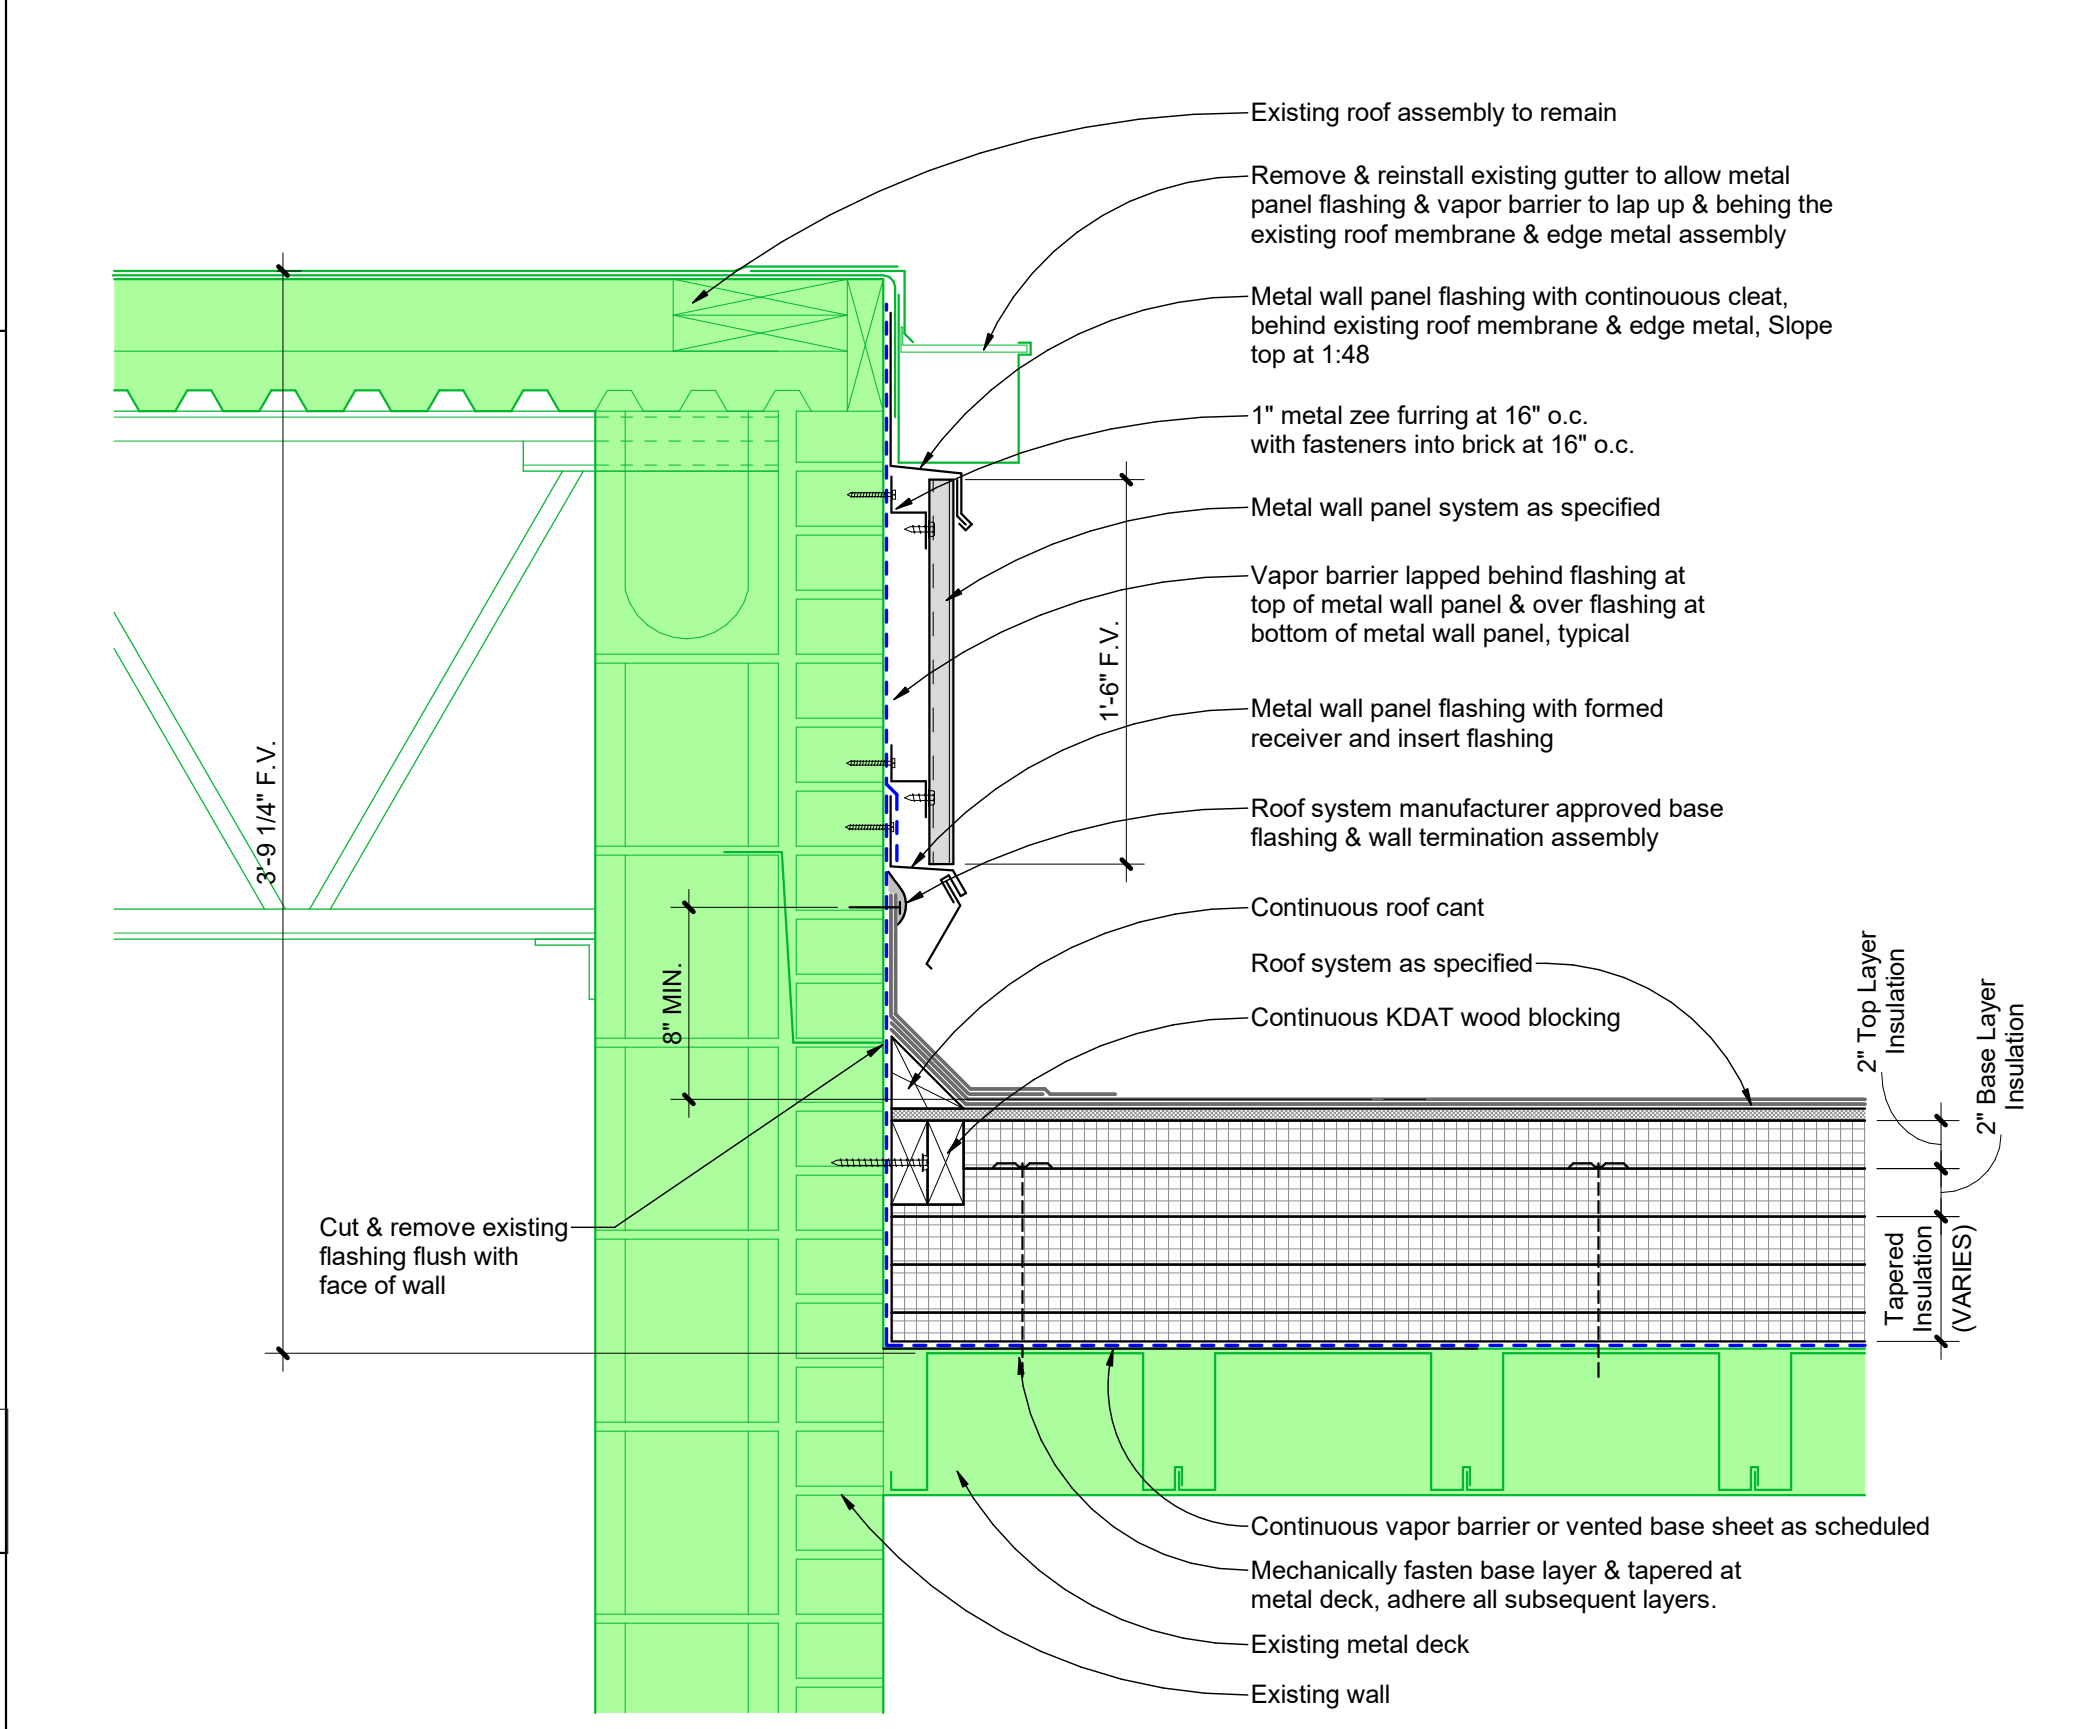 Existing roof assembly to remain
Remove & reinstall existing gutter to allow metal
panel flashing & vapor barrier to lap up & behing the
existing roof membrane & edge metal assembly
Metal wall panel flashing with continouous cleat,
behind existing roof membrane & edge metal, Slope
top at 1:48
1" metal zee furring at 16" o.c.
with fasteners into brick at 16" o.c.
Metal wall panel system as specified
Vapor barrier lapped behind flashing at
top of metal wall panel & over flashing at
bottom of metal wall panel, typical
1'-6" F.V.
Metal wall panel flashing with formed
receiver and insert flashing
3'-9 1/4" F.V.
Roof system manufacturer approved base
flashing & wall termination assembly
Continuous roof cant
Roof system as specified
8" MIN.
Continuous KDAT wood blocking
2" Top Layer
Insulation
2" Base Layer
Insulation
Cut & remove existing
flashing flush with
face of wall
Tapered
Insulation
(VARIES)
Continuous vapor barrier or vented base sheet as scheduled
Mechanically fasten base layer & tapered at
metal deck, adhere all subsequent layers.
Existing metal deck
Existing wall